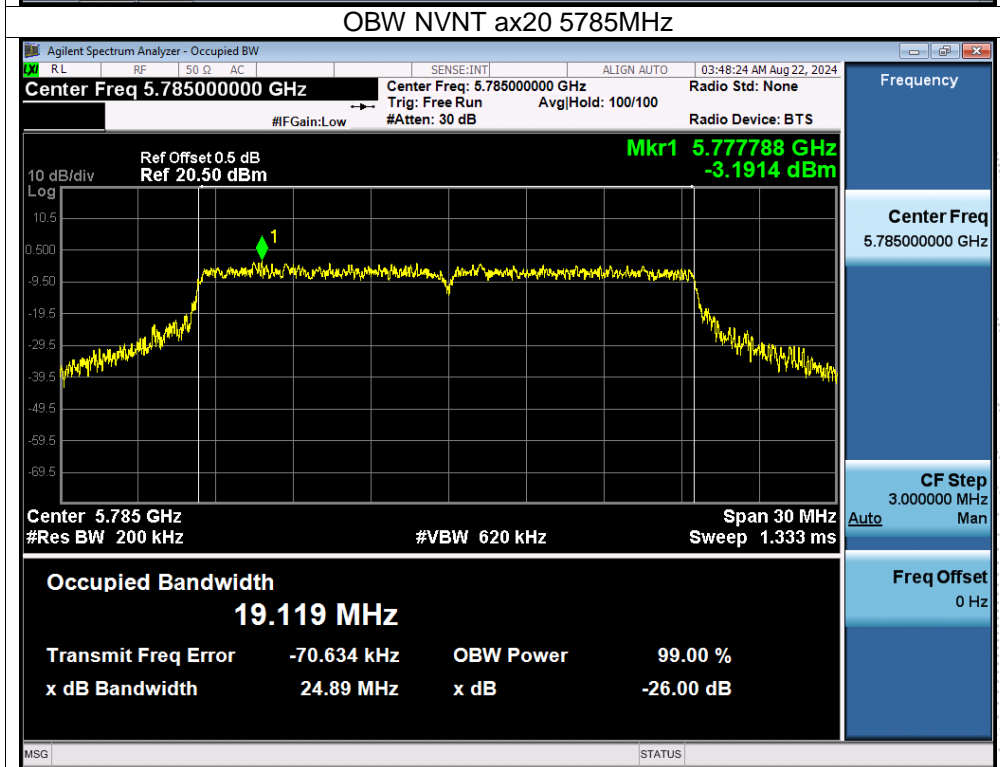 OBW NVNT ax20 5785MHz
Agilent Spectrum Analyzer - Occupied BW
LXI RL RF 50 Ω AC SENSE:INT ALIGN AUTO 03:48:24 AM Aug 22, 2024
Center Freq 5.785000000 GHz
Center Freq: 5.785000000 GHz Radio Std: None
Trig: Free Run Avg|Hold: 100/100
#IFGain:Low #Atten: 30 dB Radio Device: BTS
Frequency
Mkr1 5.777788 GHz
-3.1914 dBm
Ref Offset 0.5 dB
10 dB/div Ref 20.50 dBm
Log
10.5
1
0.500
-9.50
-19.5
-29.5
-39.5
-49.5
-59.5
-69.5
Center 5.785 GHz Span 30 MHz
#Res BW 200 kHz #VBW 620 kHz Sweep 1.333 ms
Center Freq
5.785000000 GHz
CF Step
3.000000 MHz
Auto Man
Freq Offset
0 Hz
Occupied Bandwidth
19.119 MHz
Transmit Freq Error -70.634 kHz OBW Power 99.00 %
x dB Bandwidth 24.89 MHz x dB -26.00 dB
MSG STATUS